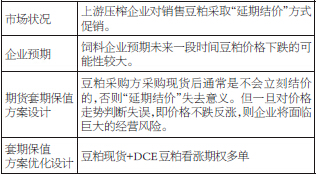 市场状况
上游压榨企业对销售豆粕采取“延期结价”方式
促销。
企业预期
饲料企业预期未来一段时间豆粕价格下跌的可
能性较大。
期货套期保值
方案设计
豆粕采购方采购现货后通常是不会立刻结价
的，否则“延期结价”失去意义。但一旦对价格
走势判断失误，即价格不跌反涨，则企业将面临
巨大的经营风险。
套期保值
方案优化设计
豆粕现货+DCE豆粕看涨期权多单